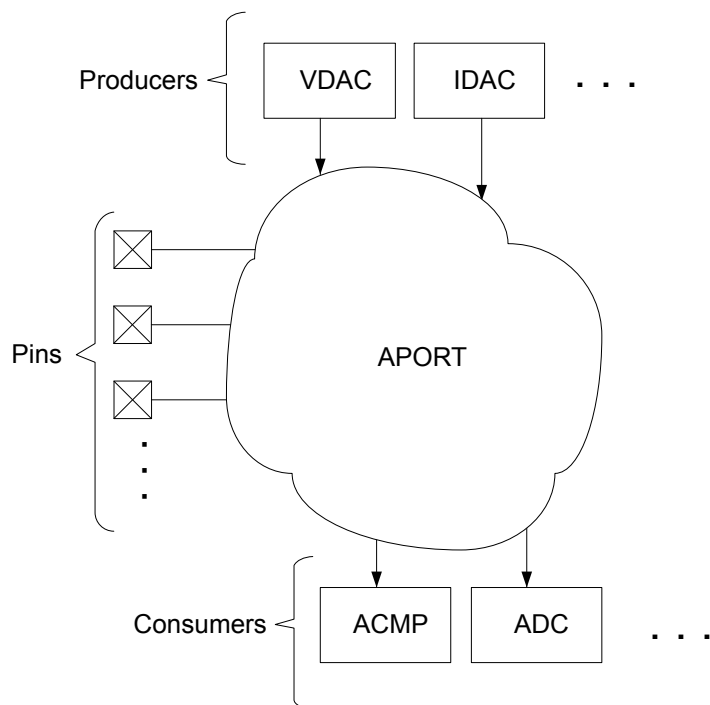 Producers
VDAC
IDAC
. . .
Pins
APORT
.
.
.
Consumers
ACMP
ADC
. . .